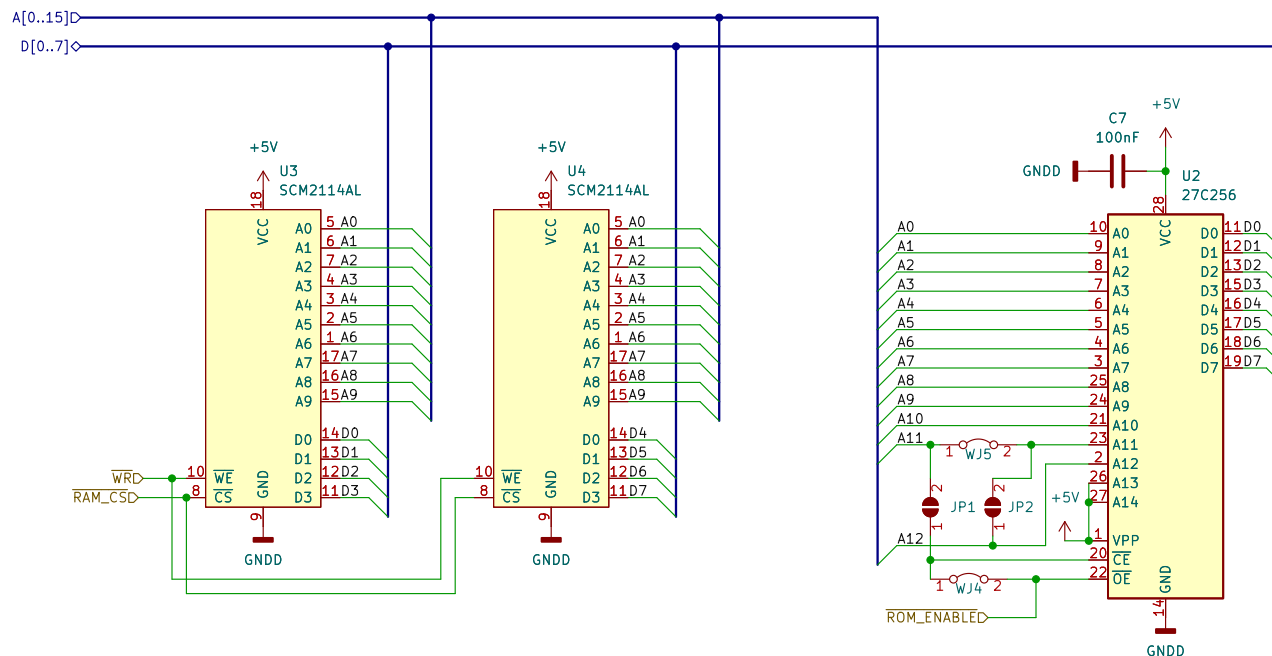 A[0..15]
D[0..7]
+5V
U3
SCM2114AL
18
VCC
A0 5 A0
A1 6 A1
A2 7 A2
A3 4 A3
A4 3 A4
A5 2 A5
A6 1 A6
A7 17 A7
A8 16 A8
A9 15 A9
D0 14 D0
D1 13 D1
D2 12 D2
D3 11 D3
WR
10 WE
RAM_CS
8 CS
GND
9
GNDD
+5V
U4
SCM2114AL
18
VCC
A0 5 A0
A1 6 A1
A2 7 A2
A3 4 A3
A4 3 A4
A5 2 A5
A6 1 A6
A7 17 A7
A8 16 A8
A9 15 A9
D0 14 D4
D1 13 D5
D2 12 D6
D3 11 D7
10 WE
8 CS
GND
9
GNDD
+5V
C7
100nF
GNDD
U2
27C256
28
VCC
A0 10 A0
A1 9 A1
A2 8 A2
A3 7 A3
A4 6 A4
A5 5 A5
A6 4 A6
A7 3 A7
A8 25 A8
A9 24 A9
A10 21 A10
A11 1 WJ5 2 23 A11
2 A12
26 A13
27 A14
+5V
1 VPP
20 CE
22 OE
2 JP1 1
2 JP2 1
A12
1 WJ4 2
ROM_ENABLE
D0 11 D0
D1 12 D1
D2 13 D2
D3 15 D3
D4 16 D4
D5 17 D5
D6 18 D6
D7 19 D7
GND
14
GNDD